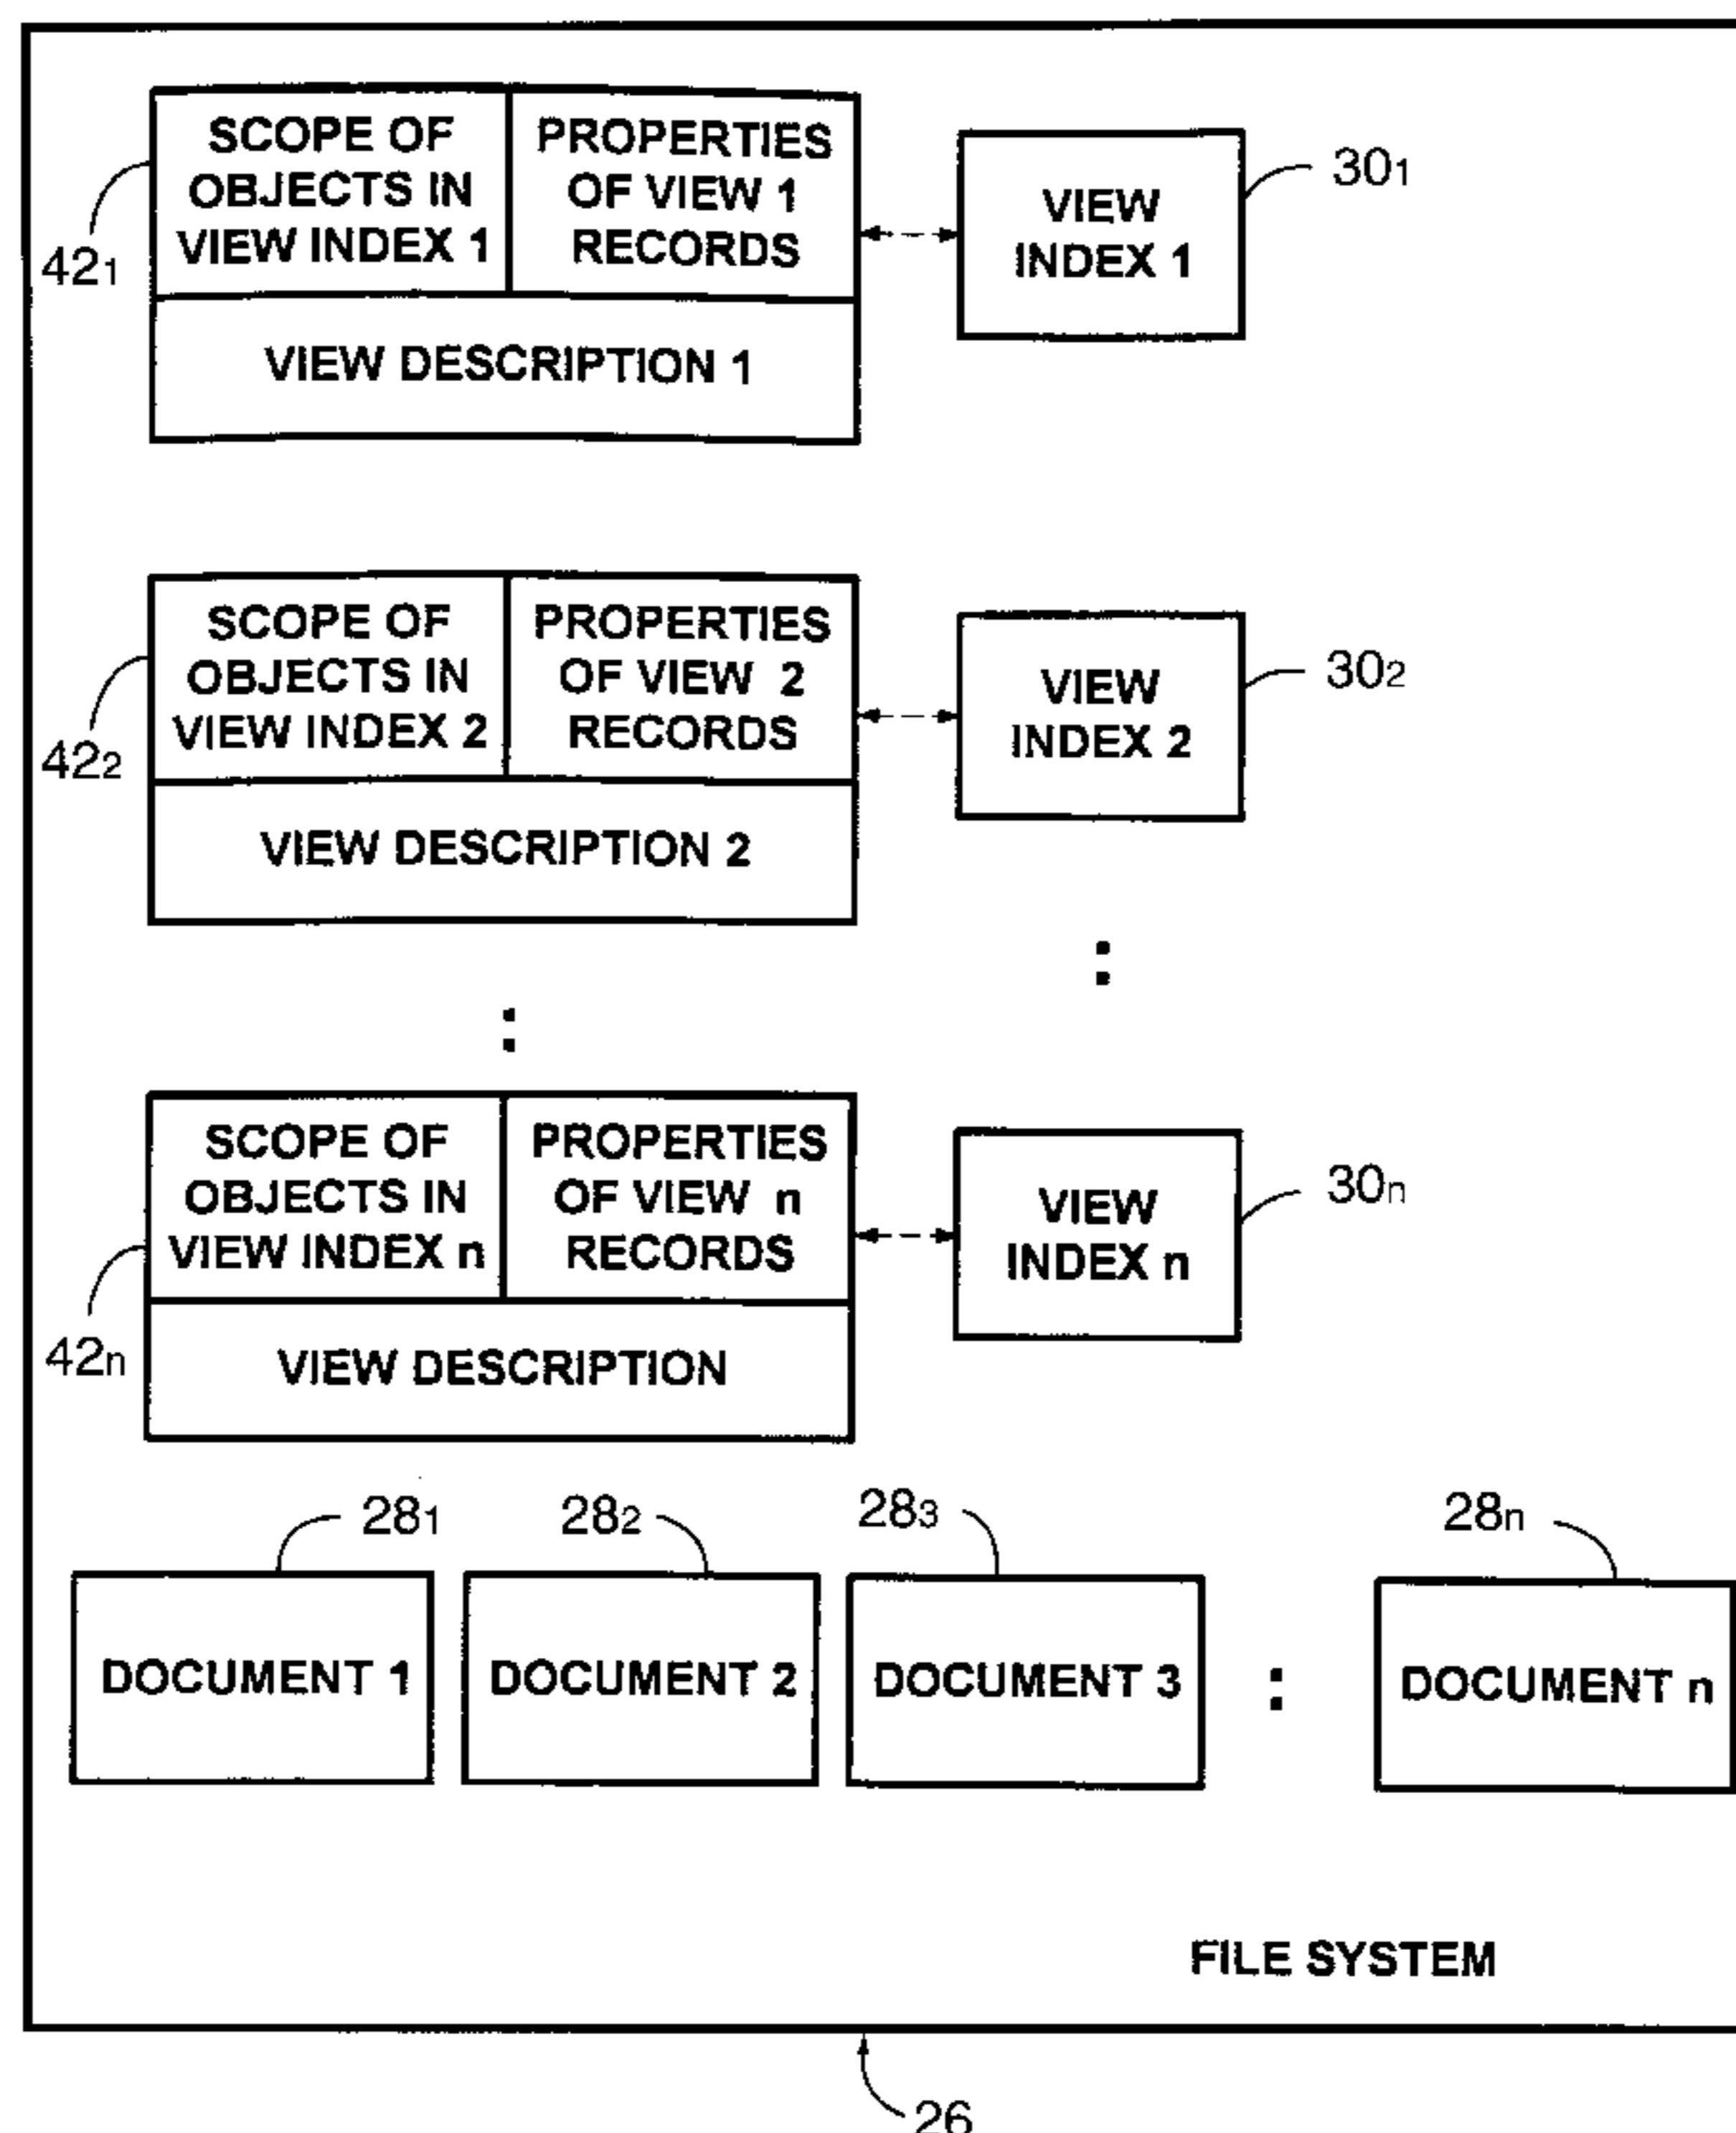 SCOPE OF
OBJECTS IN
VIEW INDEX 1
PROPERTIES
OF VIEW 1
RECORDS
VIEW DESCRIPTION 1
42₁
VIEW
INDEX 1
30₁
SCOPE OF
OBJECTS IN
VIEW INDEX 2
PROPERTIES
OF VIEW 2
RECORDS
VIEW DESCRIPTION 2
42₂
VIEW
INDEX 2
30₂
:
:
SCOPE OF
OBJECTS IN
VIEW INDEX n
PROPERTIES
OF VIEW n
RECORDS
VIEW DESCRIPTION
42n
VIEW
INDEX n
30n
28₁
28₂
28₃
28n
DOCUMENT 1
DOCUMENT 2
DOCUMENT 3
:
DOCUMENT n
FILE SYSTEM
26